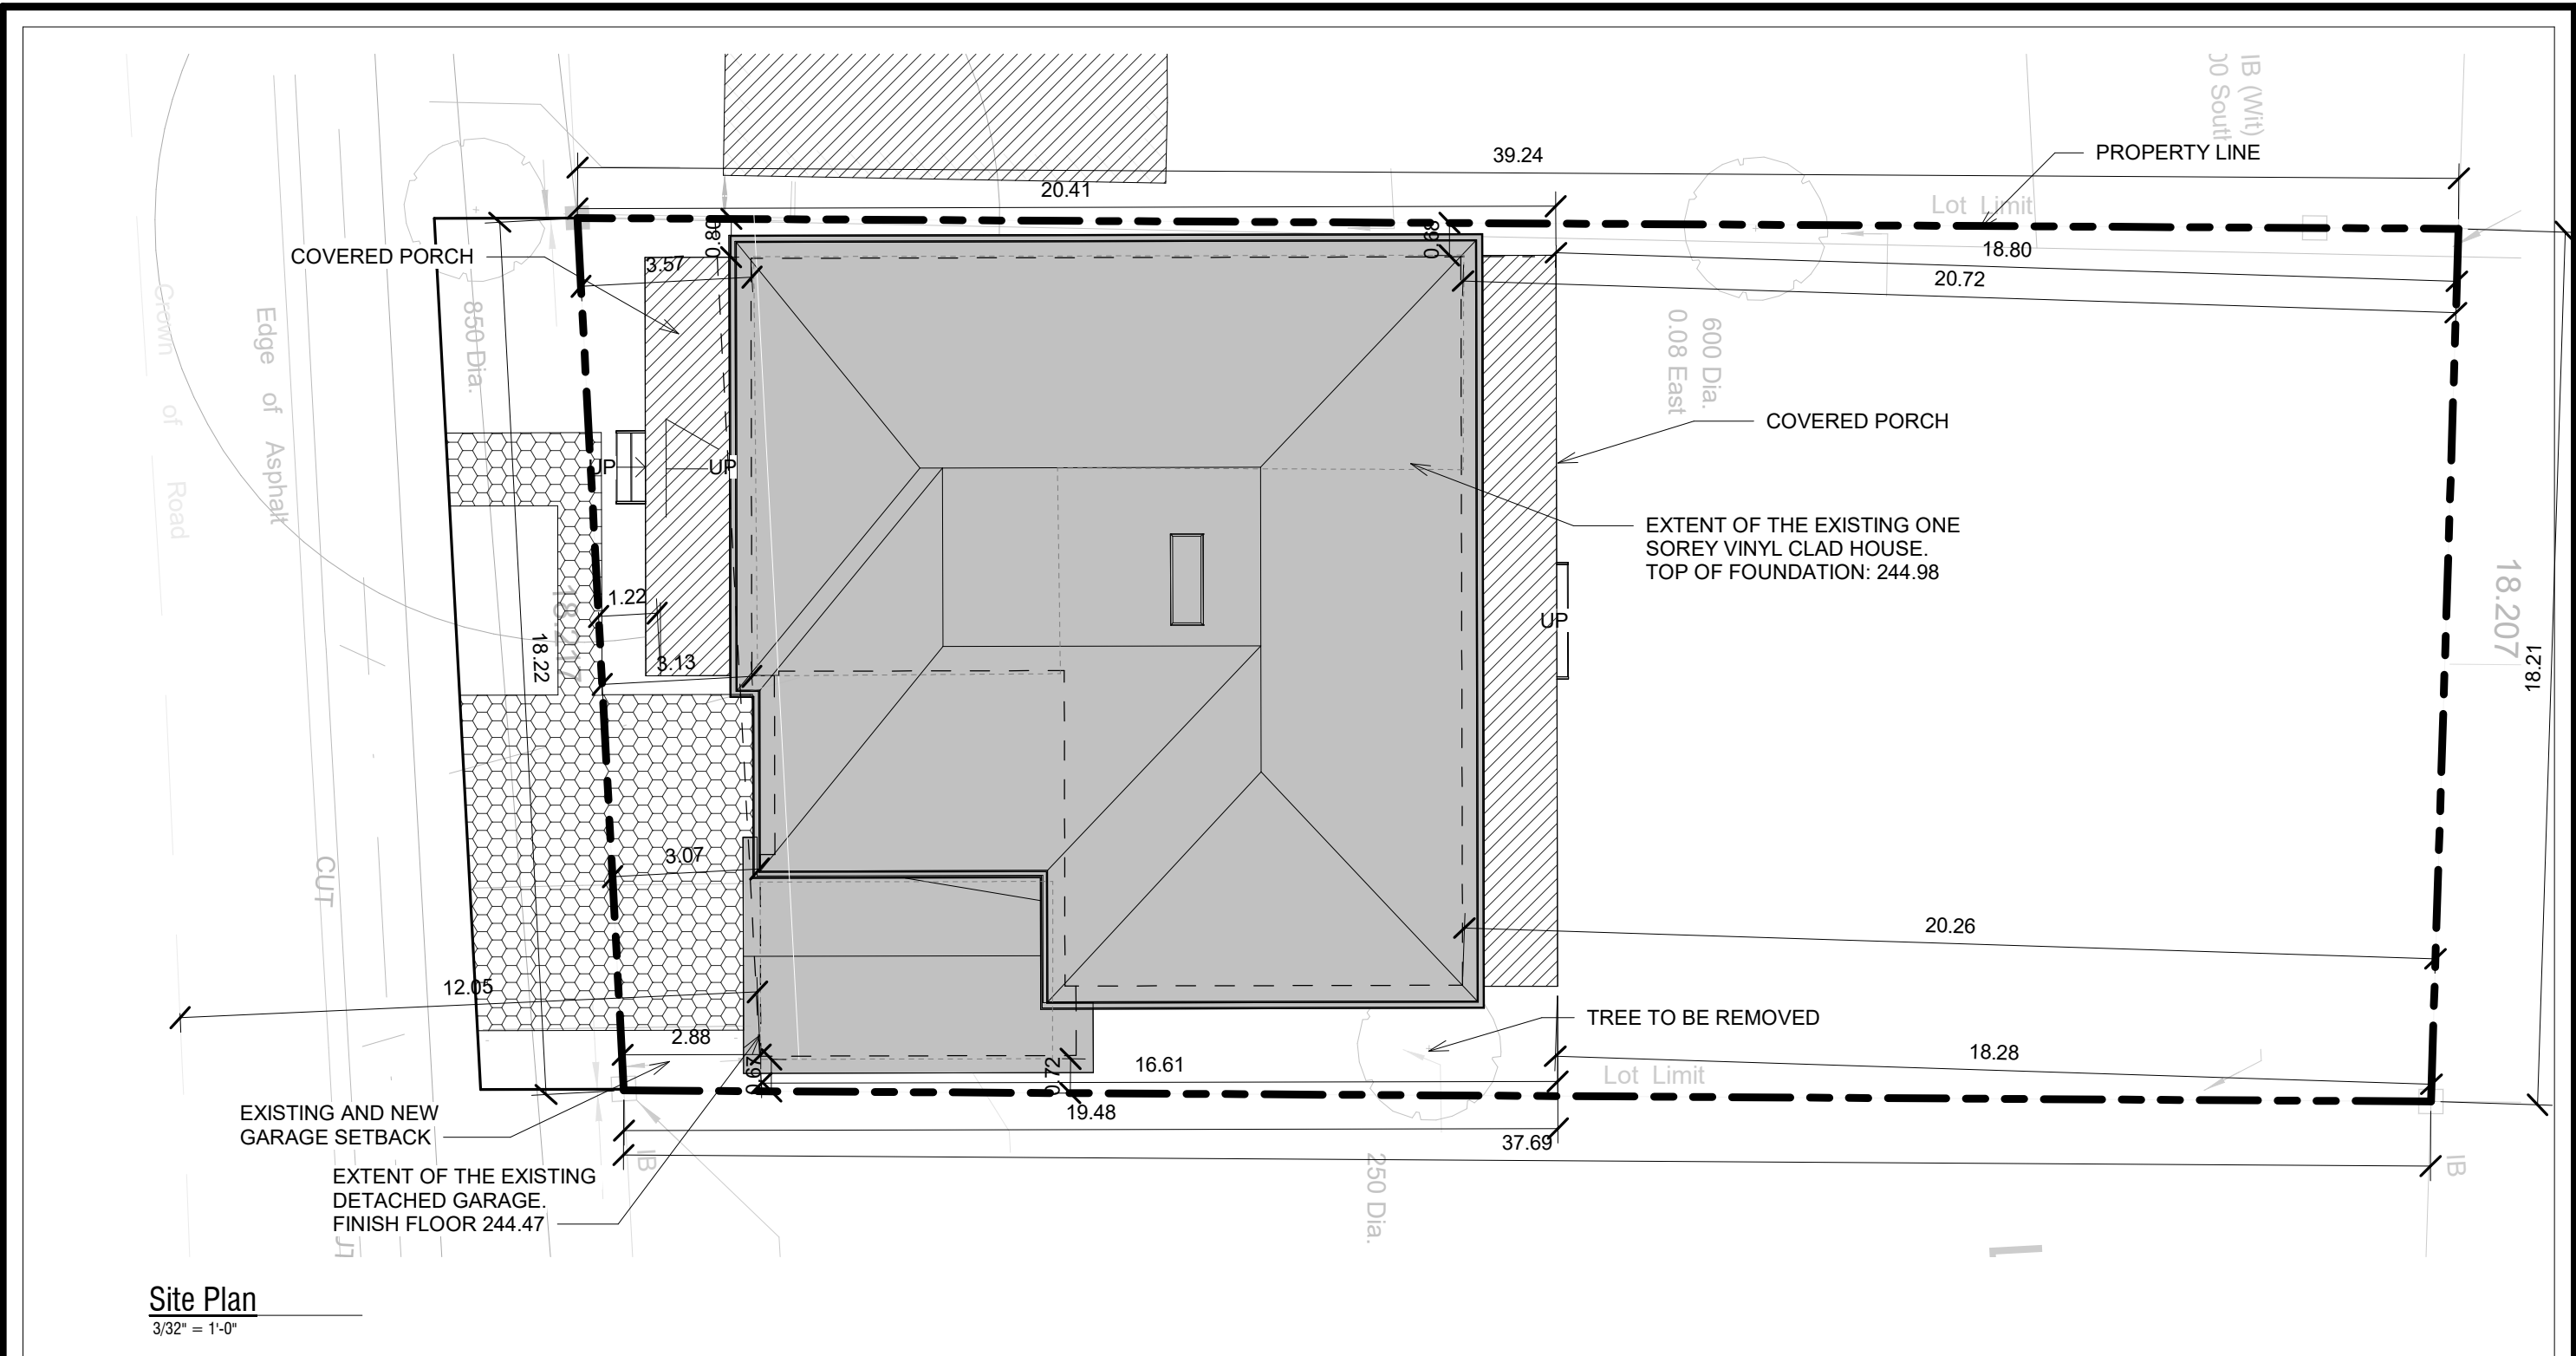 IB (Wit)
39.24
PROPERTY LINE
20.41
Lot Limit
0.80
0.68
COVERED PORCH
3.57
18.80
20.72
Crown of Road
Edge of Asphalt
850 Dia.
600 Dia.
0.08 East
COVERED PORCH
UP
UP
EXTENT OF THE EXISTING ONE
SOREY VINYL CLAD HOUSE.
TOP OF FOUNDATION: 244.98
1.22
UP
18.207
18.22
3.13
18.21
3.07
CUT
20.26
12.05
TREE TO BE REMOVED
2.88
0.67
0.72
16.61
18.28
Lot Limit
EXISTING AND NEW
GARAGE SETBACK
19.48
37.69
IB
250 Dia.
IB
EXTENT OF THE EXISTING
DETACHED GARAGE.
FINISH FLOOR 244.47
Site Plan
3/32" = 1'-0"